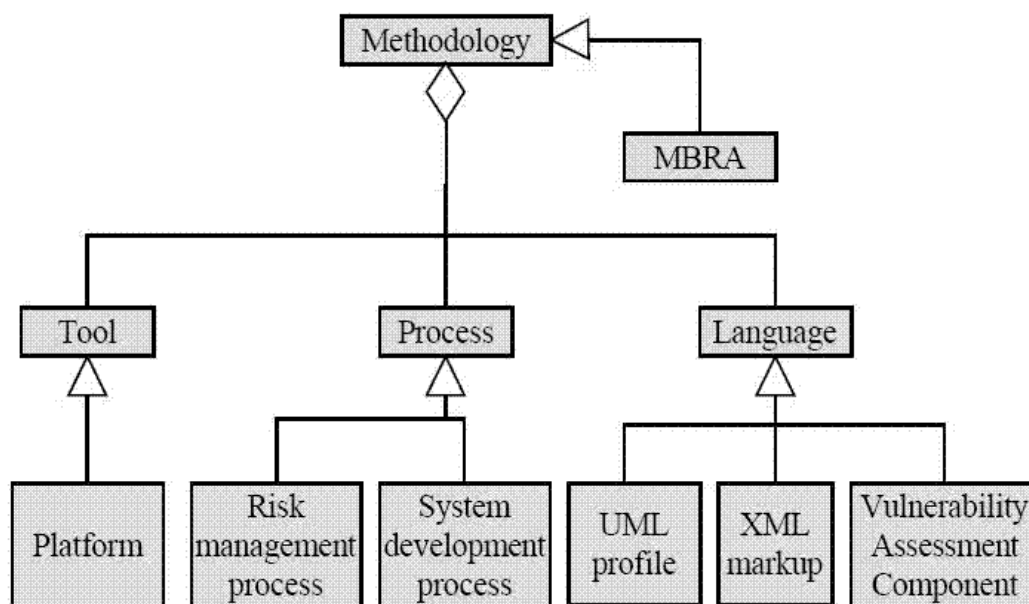 Methodology
MBRA
Tool
Process
Language
Platform
Risk
management
process
System
development
process
UML
profile
XML
markup
Vulnerability
Assessment
Component